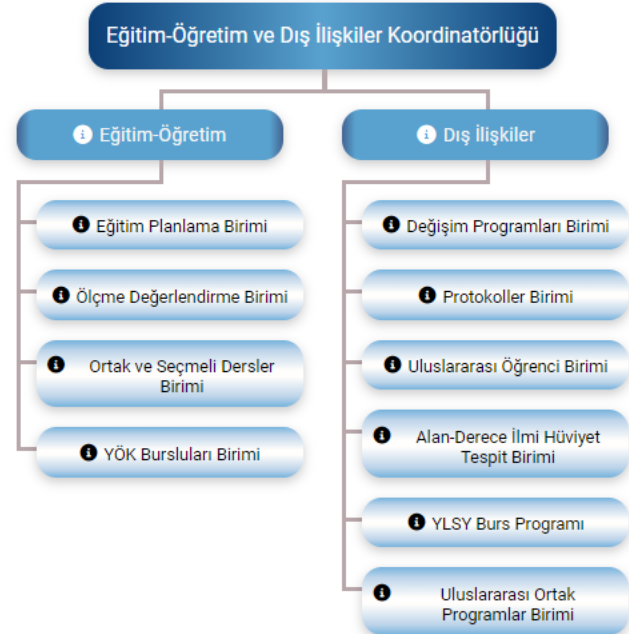 Eğitim-Öğretim ve Dış İlişkiler Koordinatörlüğü
Eğitim-Öğretim
Eğitim Planlama Birimi
Ölçme Değerlendirme Birimi
Ortak ve Seçmeli Dersler
Birimi
YÖK Bursluları Birimi
Dış İlişkiler
Değişim Programları Birimi
Protokoller Birimi
Uluslararası Öğrenci Birimi
Alan-Derece İlmi Hüviyet
Tespit Birimi
YLSY Burs Programı
Uluslararası Ortak
Programlar Birimi